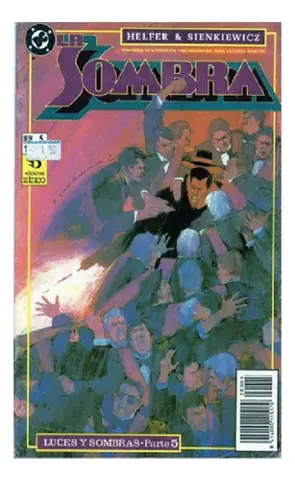 DC
HELFER & SIENKIEWICZ
LA
SOMBRA
Nº 5
ediciones
zinco
LUCES Y SOMBRAS-Parte 5